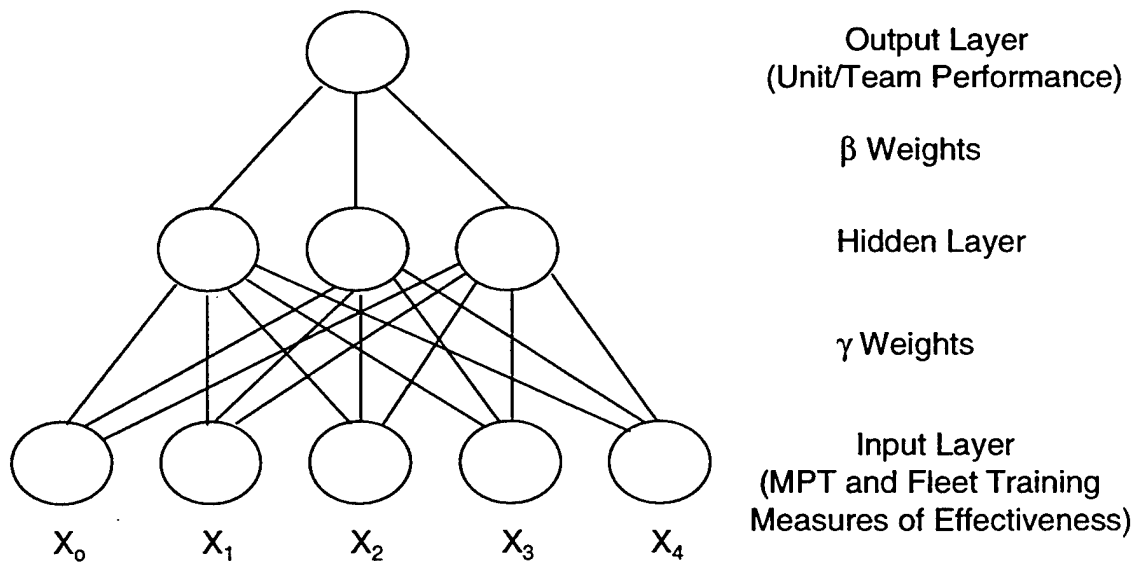 Output Layer
(Unit/Team Performance)
β Weights
Hidden Layer
γ Weights
Input Layer
(MPT and Fleet Training
Measures of Effectiveness)
X₀ X₁ X₂ X₃ X₄